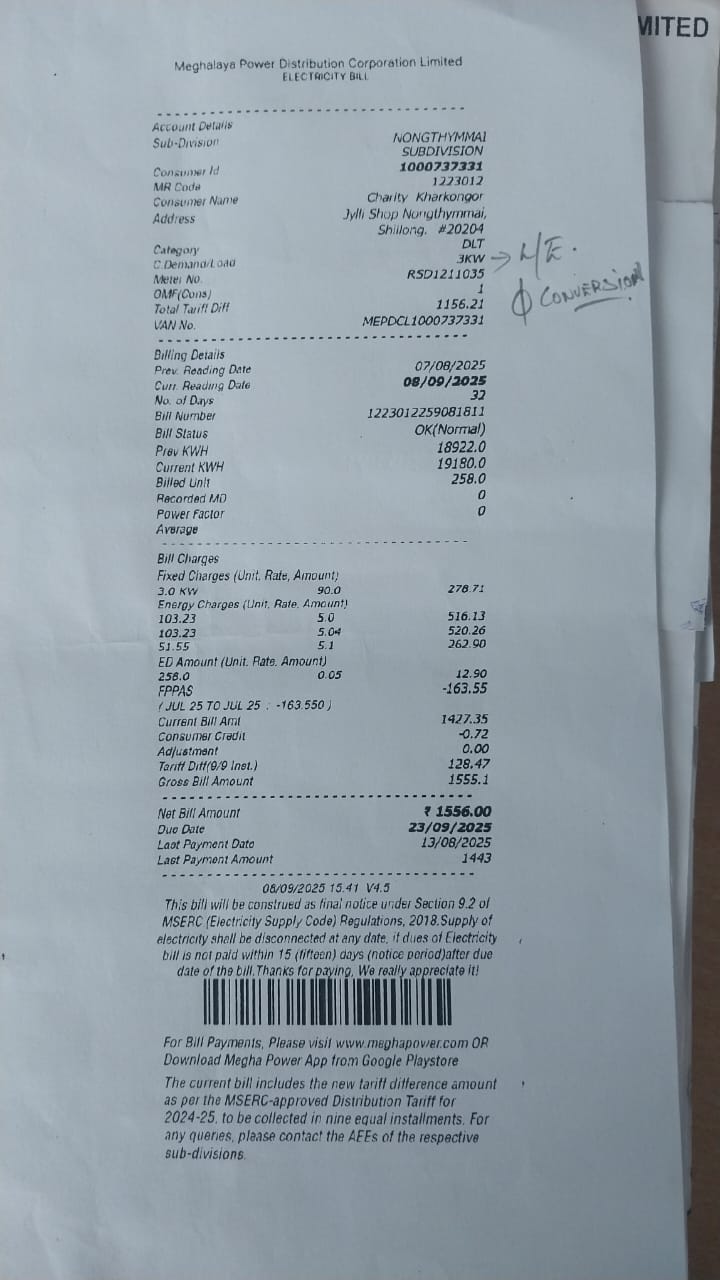 MITED
Meghalaya Power Distribution Corporation Limited
ELECTRICITY BILL
Account Details
Sub-Division NONGTHYMMAI
SUBDIVISION
Consumer Id 1000737331
MR Code 1223012
Consumer Name Charity Kharkongor
Address Jylli Shop Nongthymmai,
Shillong, #20204
Category DLT
C.Demand/Load 3KW → L/E.
Meter No. RSD1211035
OMF(Cons) 1
ϕ CONVERSION
Total Tariff Diff 1156.21
VAN No. MEPDCL1000737331
Billing Details
Prev. Reading Date 07/08/2025
Curr. Reading Date 08/09/2025
No. of Days 32
Bill Number 1223012259081811
Bill Status OK(Normal)
Prev KWH 18922.0
Current KWH 19180.0
Billed Unit 258.0
Recorded MD 0
Power Factor 0
Average
Bill Charges
Fixed Charges (Unit, Rate, Amount)
3.0 KW 90.0 278.71
Energy Charges (Unit, Rate, Amount)
103.23 5.0 516.13
103.23 5.04 520.26
51.55 5.1 262.90
ED Amount (Unit, Rate, Amount)
258.0 0.05 12.90
FPPAS -163.55
( JUL 25 TO JUL 25 : -163.550 )
Current Bill Amt 1427.35
Consumer Credit -0.72
Adjustment 0.00
Tariff Diff(9/9 Inst.) 128.47
Gross Bill Amount 1555.1
Net Bill Amount ₹ 1556.00
Due Date 23/09/2025
Last Payment Date 13/08/2025
Last Payment Amount 1443
08/09/2025 15.41 V4.5
This bill will be construed as final notice under Section 9.2 of
MSERC (Electricity Supply Code) Regulations, 2018.Supply of
electricity shall be disconnected at any date, if dues of Electricity
bill is not paid within 15 (fifteen) days (notice period)after due
date of the bill.Thanks for paying, We really appreciate it!
For Bill Payments, Please visit www.meghapower.com OR
Download Megha Power App from Google Playstore
The current bill includes the new tariff difference amount
as per the MSERC-approved Distribution Tariff for
2024-25, to be collected in nine equal installments. For
any queries, please contact the AEEs of the respective
sub-divisions.